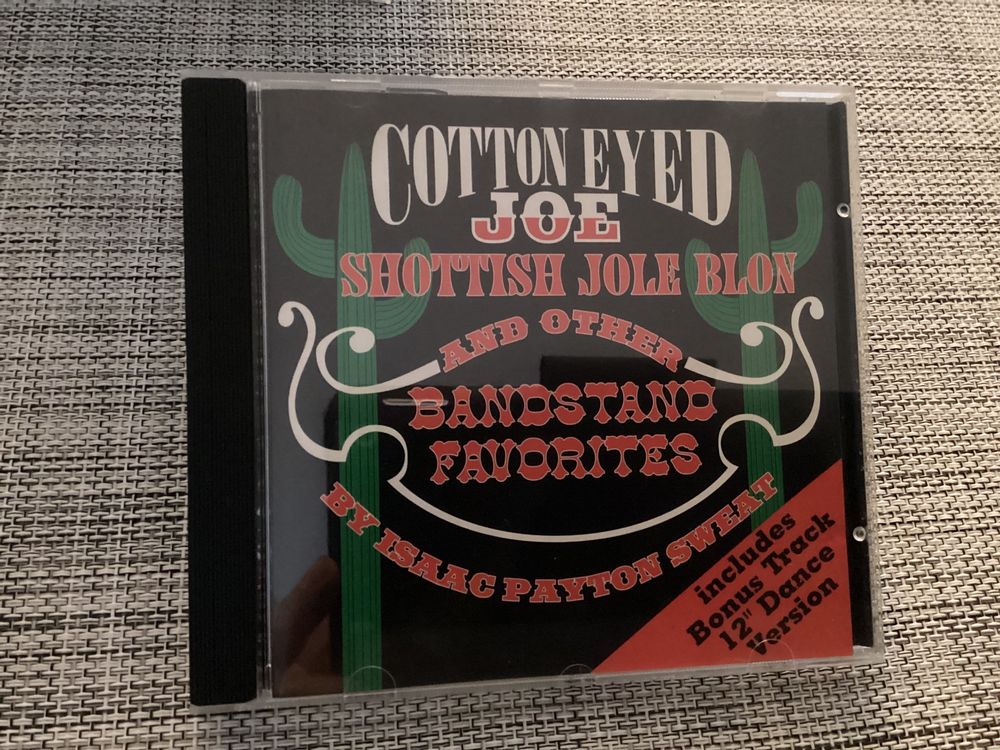 COTTON EYED
JOE
SHOTTISH JOLE BLON
AND OTHER
BANDSTAND
FAVORITES
BY ISAAC PAYTON SWEAT
includes
Bonus Track
12" Dance
Version